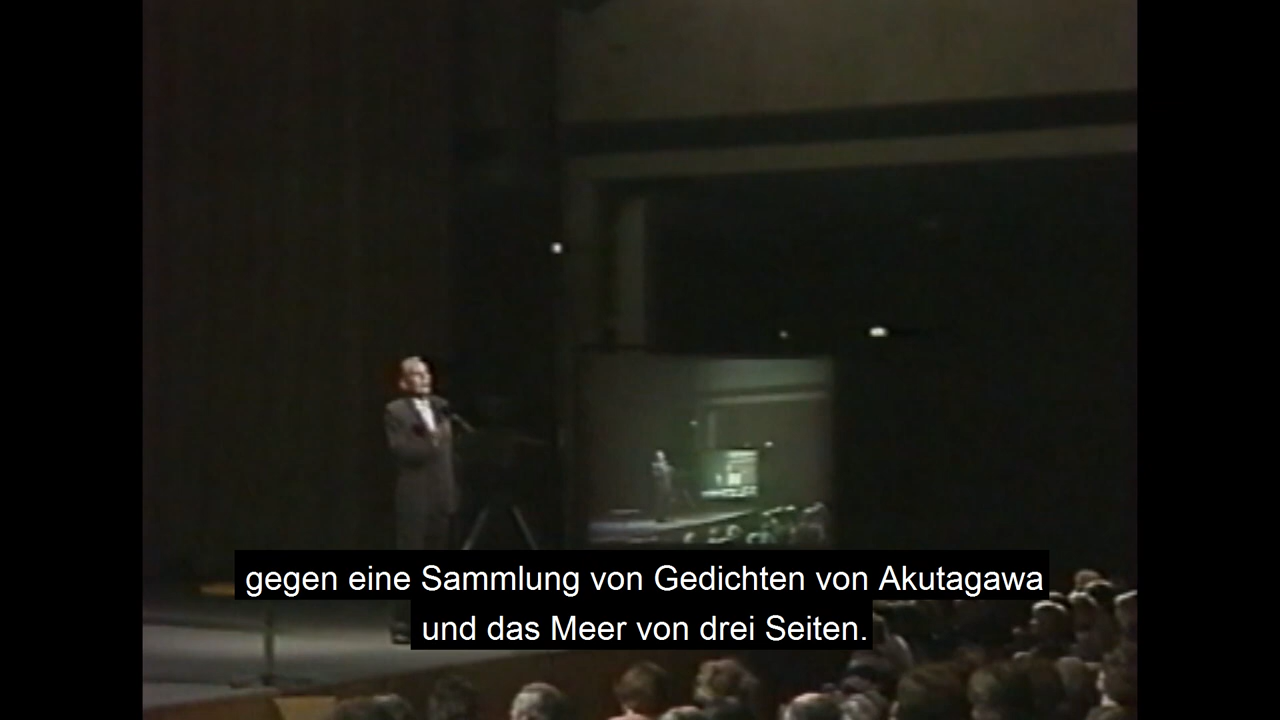 gegen eine Sammlung von Gedichten von Akutagawa
und das Meer von drei Seiten.